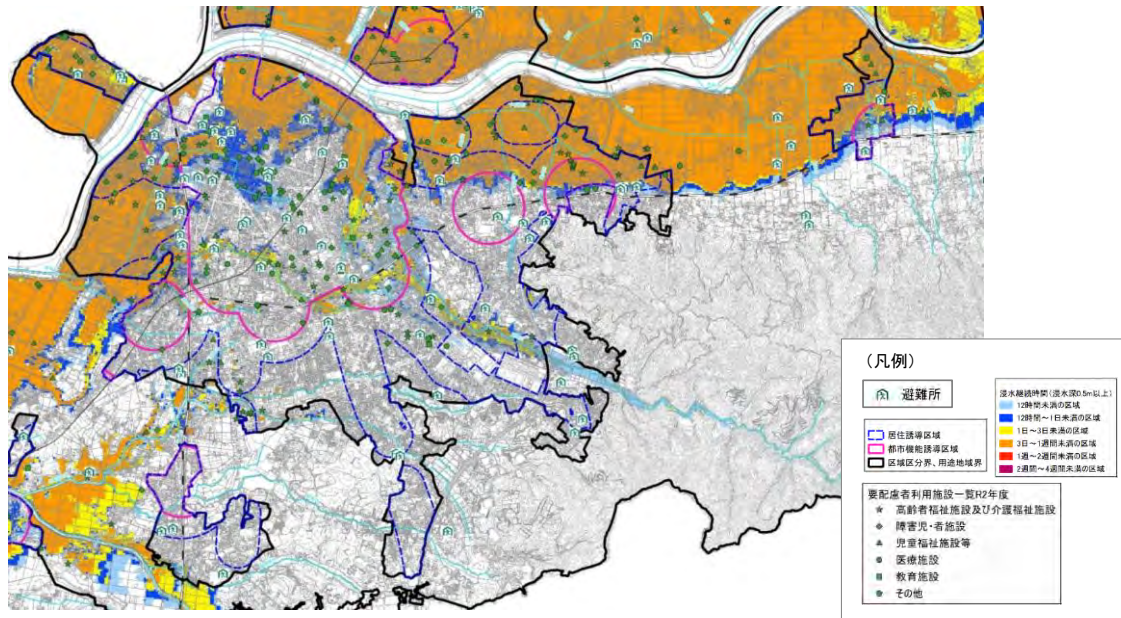 (凡例)
避難所
居住誘導区域
都市機能誘導区域
区域区分界、用途地域界
浸水継続時間(浸水深0.5m以上)
12時間未満の区域
12時間~1日未満の区域
1日~3日未満の区域
3日~1週間未満の区域
1週~2週間未満の区域
2週間~4週間未満の区域
要配慮者利用施設一覧R2年度
高齢者福祉施設及び介護福祉施設
障害児・者施設
児童福祉施設等
医療施設
教育施設
その他